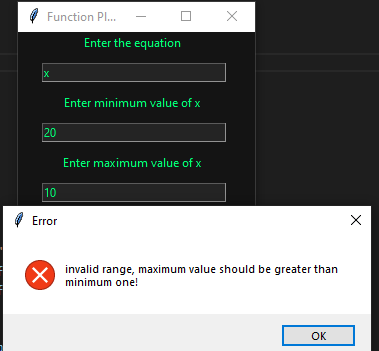 Function Pl...
Enter the equation
x
Enter minimum value of x
20
Enter maximum value of x
10
Error
invalid range, maximum value should be greater than
minimum one!
OK